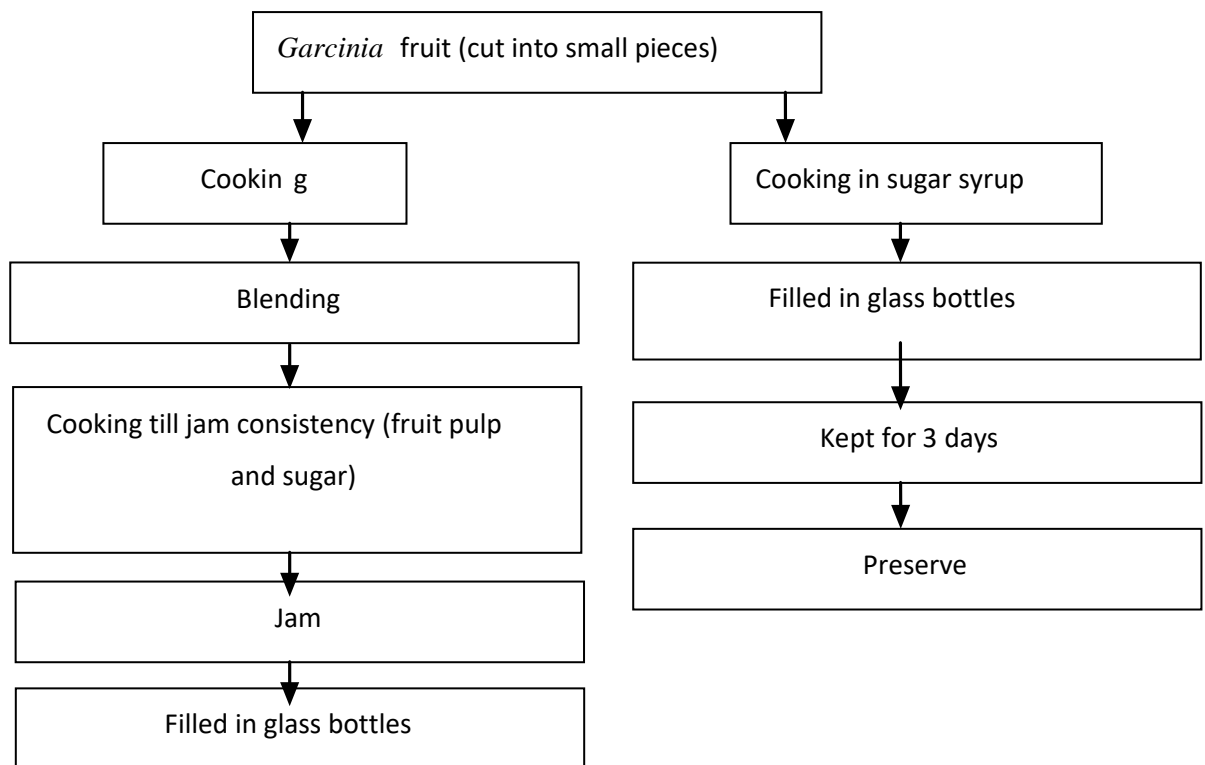 Garcinia fruit (cut into small pieces)
Cookin g
Blending
Cooking till jam consistency (fruit pulp
and sugar)
Jam
Filled in glass bottles
Cooking in sugar syrup
Filled in glass bottles
Kept for 3 days
Preserve